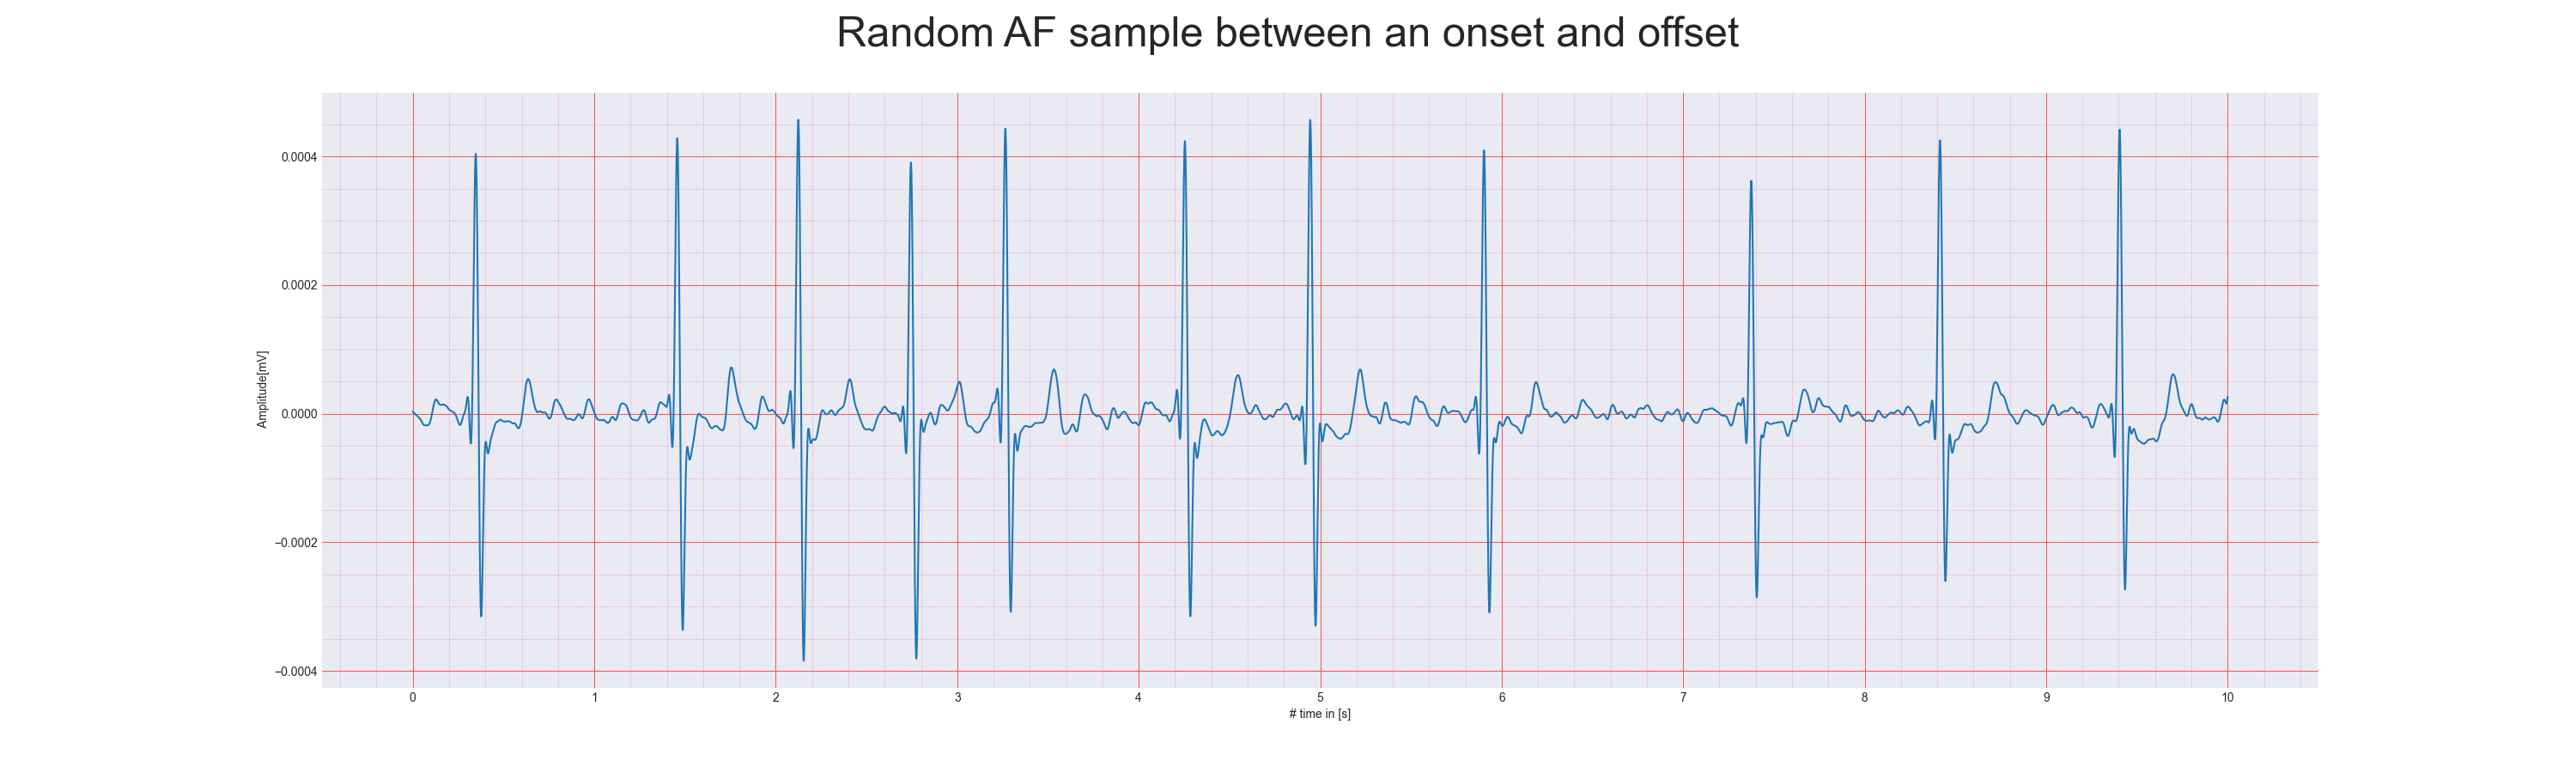 Random AF sample between an onset and offset
0.0004
0.0002
0.0000
−0.0002
−0.0004
Amplitude[mV]
0 1 2 3 4 5 6 7 8 9 10
# time in [s]